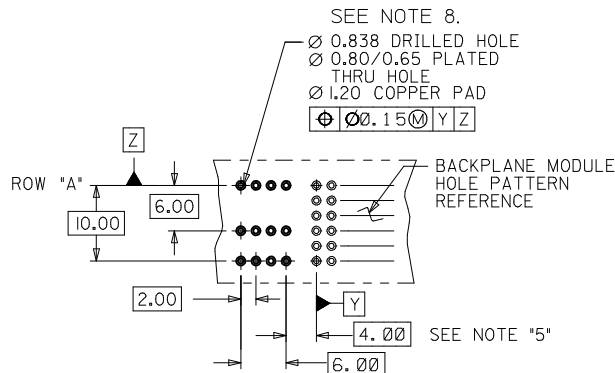 SEE NOTE 8.
Ø 0.838 DRILLED HOLE
Ø 0.80/0.65 PLATED
THRU HOLE
Ø 1.20 COPPER PAD
⌖ Ø0.15Ⓜ Y Z
Z
ROW "A"
BACKPLANE MODULE
HOLE PATTERN
REFERENCE
6.00
10.00
2.00
Y
4.00 SEE NOTE "5"
6.00